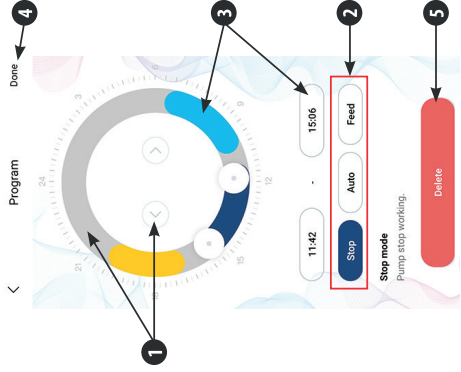 Program Done 4
24
21 3
1 18 6
15 9
12
3
11:42 - 15:06
Stop Auto Feed 2
Stop mode
Pump stop working.
Delete 5